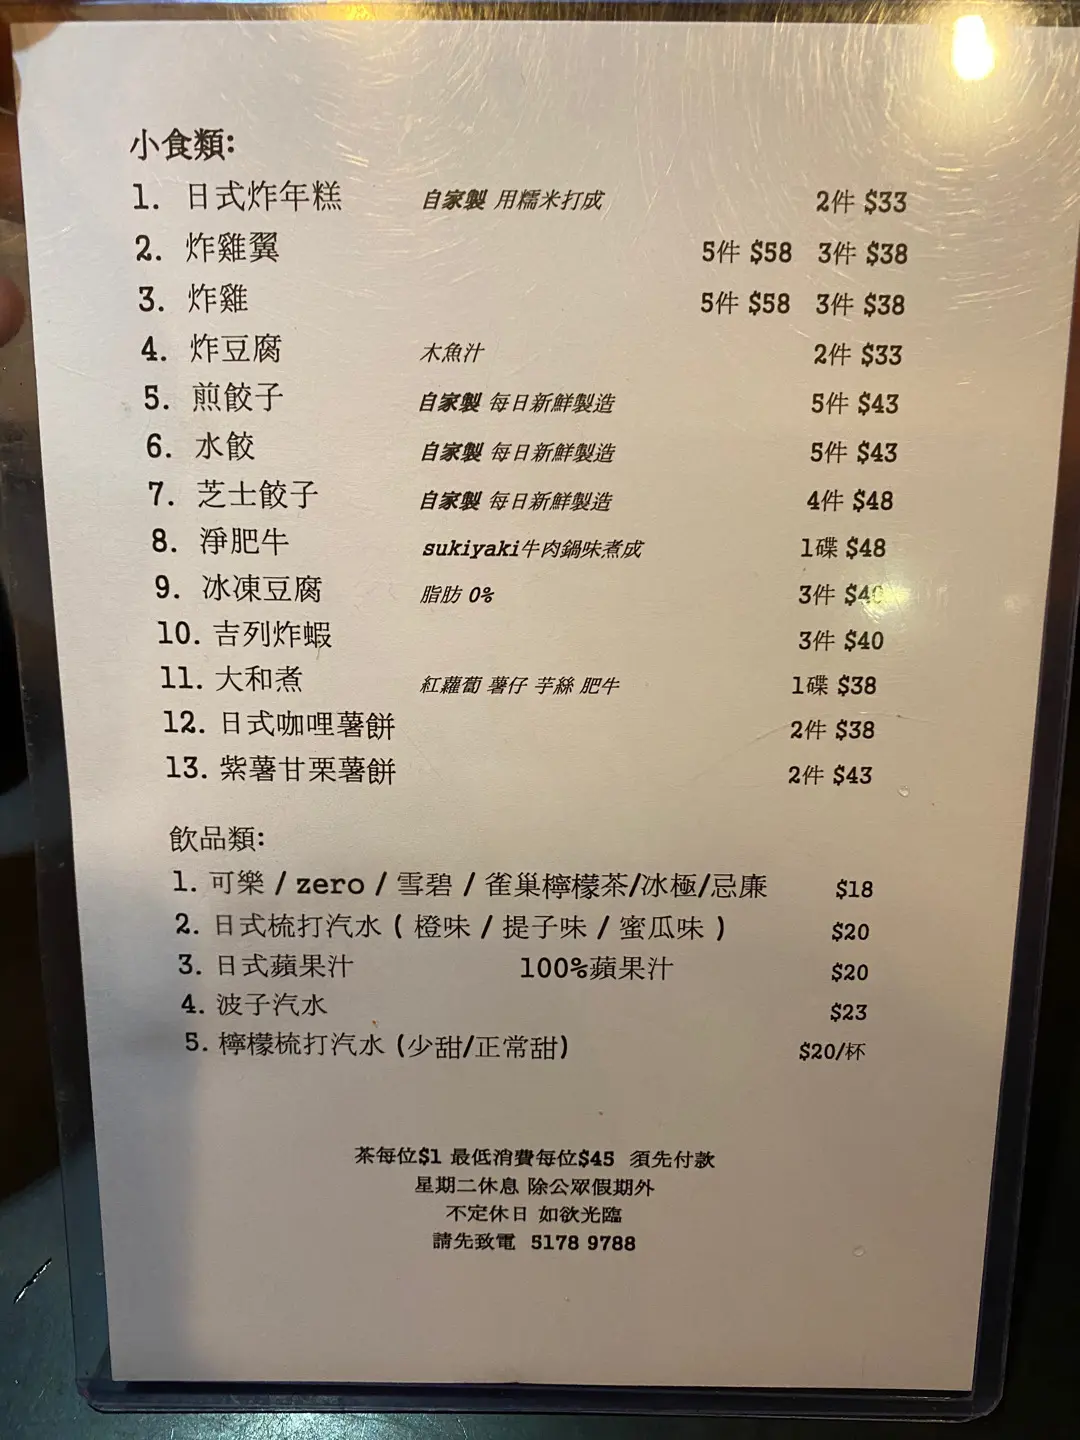 小食類:
1. 日式炸年糕 自家製 用糯米打成 2件 $33
2. 炸雞翼 5件 $58 3件 $38
3. 炸雞 5件 $58 3件 $38
4. 炸豆腐 木魚汁 2件 $33
5. 煎餃子 自家製 每日新鮮製造 5件 $43
6. 水餃 自家製 每日新鮮製造 5件 $43
7. 芝士餃子 自家製 每日新鮮製造 4件 $48
8. 淨肥牛 sukiyaki牛肉鍋味煮成 1碟 $48
9. 冰凍豆腐 脂肪 0% 3件
10. 吉列炸蝦 3件 $40
11. 大和煮 紅蘿蔔 薯仔 芋絲 肥牛 1碟 $38
12. 日式咖哩薯餅 2件 $38
13. 紫薯甘栗薯餅 2件 $43
飲品類:
1. 可樂 / zero / 雪碧 / 雀巢檸檬茶/冰極/忌廉 $18
2. 日式梳打汽水 ( 橙味 / 提子味 / 蜜瓜味 ) $20
3. 日式蘋果汁 100%蘋果汁 $20
4. 波子汽水 $23
5. 檸檬梳打汽水 (少甜/正常甜) $20/杯
茶每位$1 最低消費每位$45 須先付款
星期二休息 除公眾假期外
不定休日 如欲光臨
請先致電 5178 9788